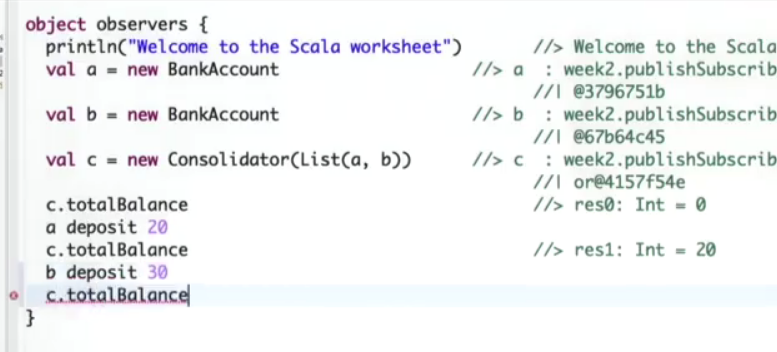 object observers {
println("Welcome to the Scala worksheet") //> Welcome to the Scala
val a = new BankAccount //> a : week2.publishSubscrib
//| @3796751b
val b = new BankAccount //> b : week2.publishSubscrib
//| @67b64c45
val c = new Consolidator(List(a, b)) //> c : week2.publishSubscrib
//| or@4157f54e
c.totalBalance //> res0: Int = 0
a deposit 20
c.totalBalance //> res1: Int = 20
b deposit 30
c.totalBalance
}